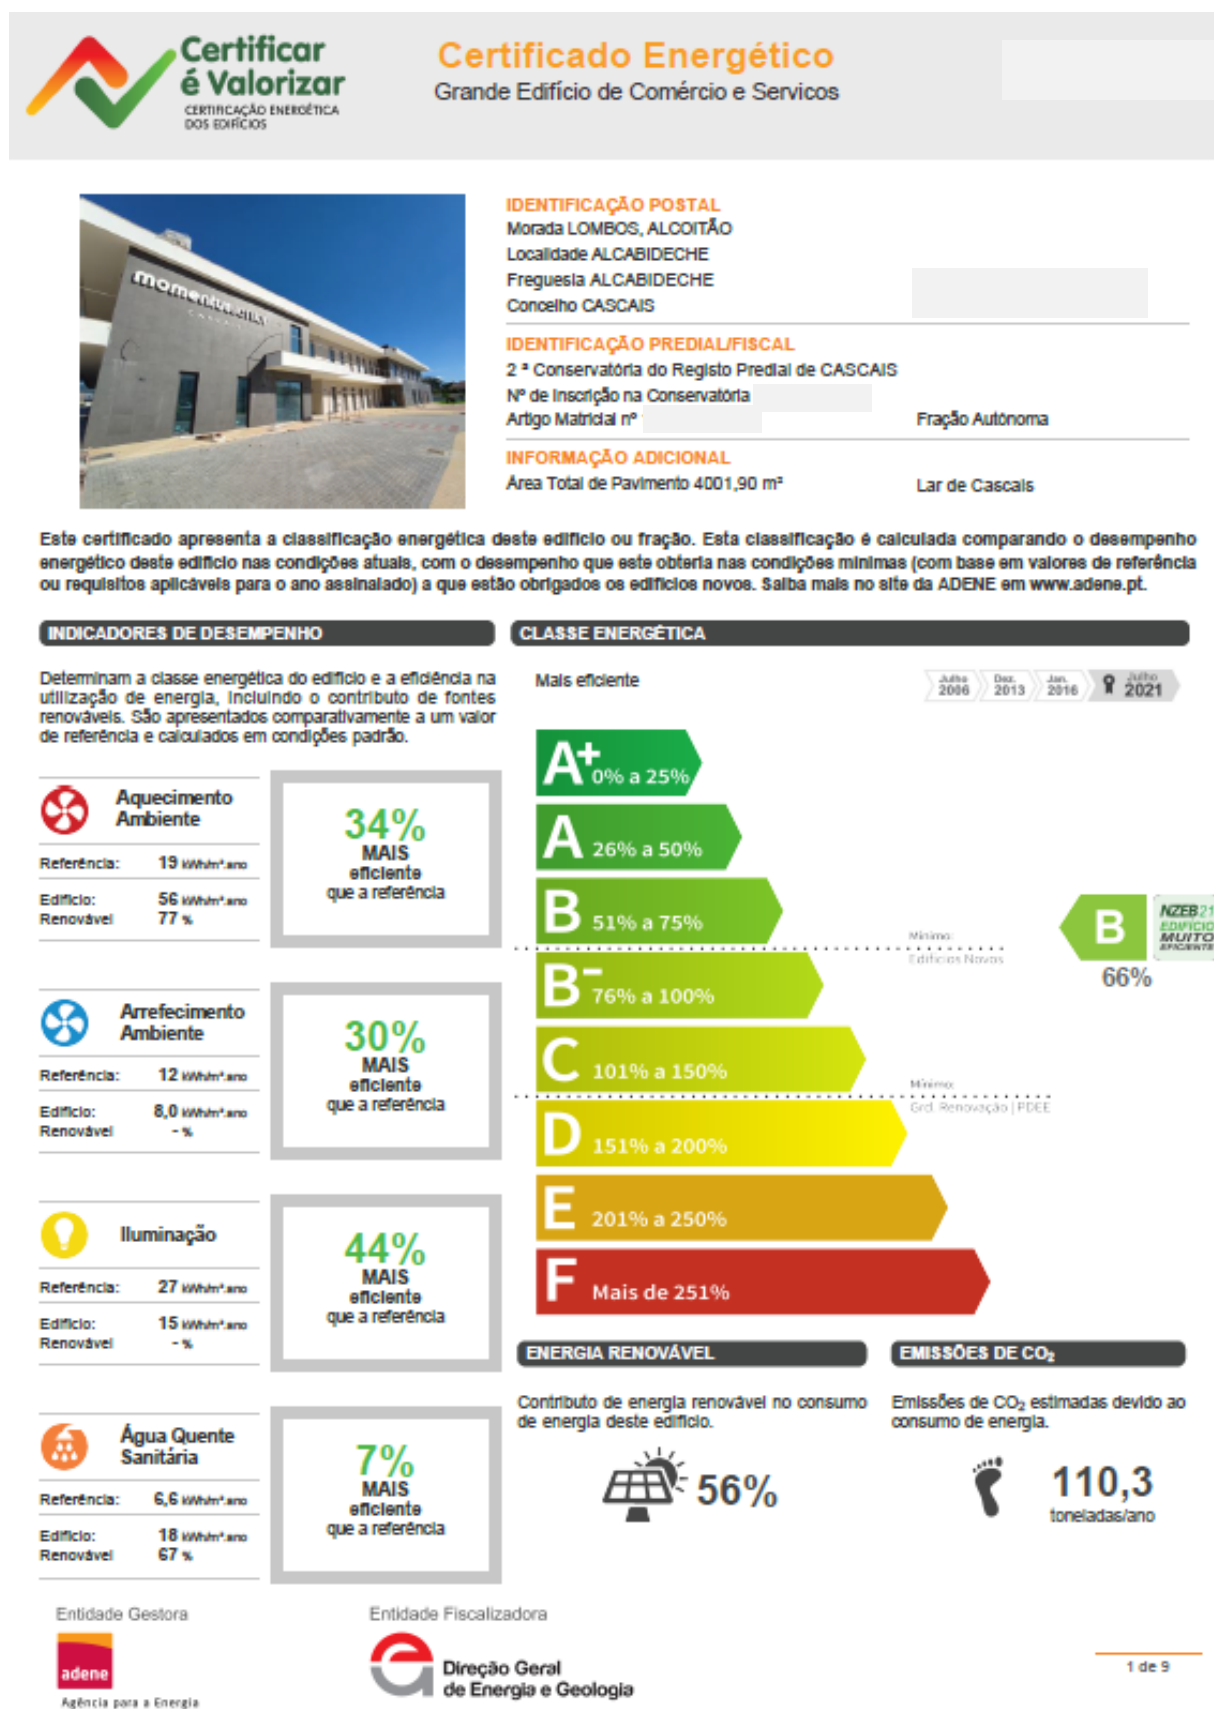 Certificar
é Valorizar
CERTIFICAÇÃO ENERGÉTICA
DOS EDIFÍCIOS
Certificado Energético
Grande Edifício de Comércio e Servicos
IDENTIFICAÇÃO POSTAL
Morada LOMBOS, ALCOITÃO
Localidade ALCABIDECHE
Freguesia ALCABIDECHE
Concelho CASCAIS
IDENTIFICAÇÃO PREDIAL/FISCAL
2 ª Conservatória do Registo Predial de CASCAIS
Nº de Inscrição na Conservatória
Artigo Matricial nº
Fração Autónoma
INFORMAÇÃO ADICIONAL
Área Total de Pavimento 4001,90 m²
Lar de Cascais
CASCAIS
Este certificado apresenta a classificação energética deste edifício ou fração. Esta classificação é calculada comparando o desempenho
energético deste edifício nas condições atuais, com o desempenho que este obteria nas condições mínimas (com base em valores de referência
ou requisitos aplicáveis para o ano assinalado) a que estão obrigados os edifícios novos. Saiba mais no site da ADENE em www.adene.pt.
INDICADORES DE DESEMPENHO
Determinam a classe energética do edifício e a eficiência na
utilização de energia, incluindo o contributo de fontes
renováveis. São apresentados comparativamente a um valor
de referência e calculados em condições padrão.
Aquecimento
Ambiente
Referência: 19 kWh/m².ano
Edifício: 56 kWh/m².ano
Renovável 77 %
34%
MAIS
eficiente
que a referência
Arrefecimento
Ambiente
Referência: 12 kWh/m².ano
Edifício: 8,0 kWh/m².ano
Renovável - %
30%
MAIS
eficiente
que a referência
Iluminação
Referência: 27 kWh/m².ano
Edifício: 15 kWh/m².ano
Renovável - %
44%
MAIS
eficiente
que a referência
Água Quente
Sanitária
Referência: 6,6 kWh/m².ano
Edifício: 18 kWh/m².ano
Renovável 67 %
7%
MAIS
eficiente
que a referência
CLASSE ENERGÉTICA
Mais eficiente
Julho 2006
Dez. 2013
Jan. 2016
Julho 2021
A+ 0% a 25%
A 26% a 50%
B 51% a 75%
Mínimo:
Edifícios Novos
B- 76% a 100%
C 101% a 150%
Mínimo:
Grd. Renovação | PDEE
D 151% a 200%
E 201% a 250%
F Mais de 251%
B
66%
NZEB21
EDIFÍCIO
MUITO
EFICIENTE
ENERGIA RENOVÁVEL
Contributo de energia renovável no consumo
de energia deste edifício.
56%
EMISSÕES DE CO₂
Emissões de CO₂ estimadas devido ao
consumo de energia.
110,3
toneladas/ano
Entidade Gestora
adene
Agência para a Energia
Entidade Fiscalizadora
Direção Geral
de Energia e Geologia
1 de 9